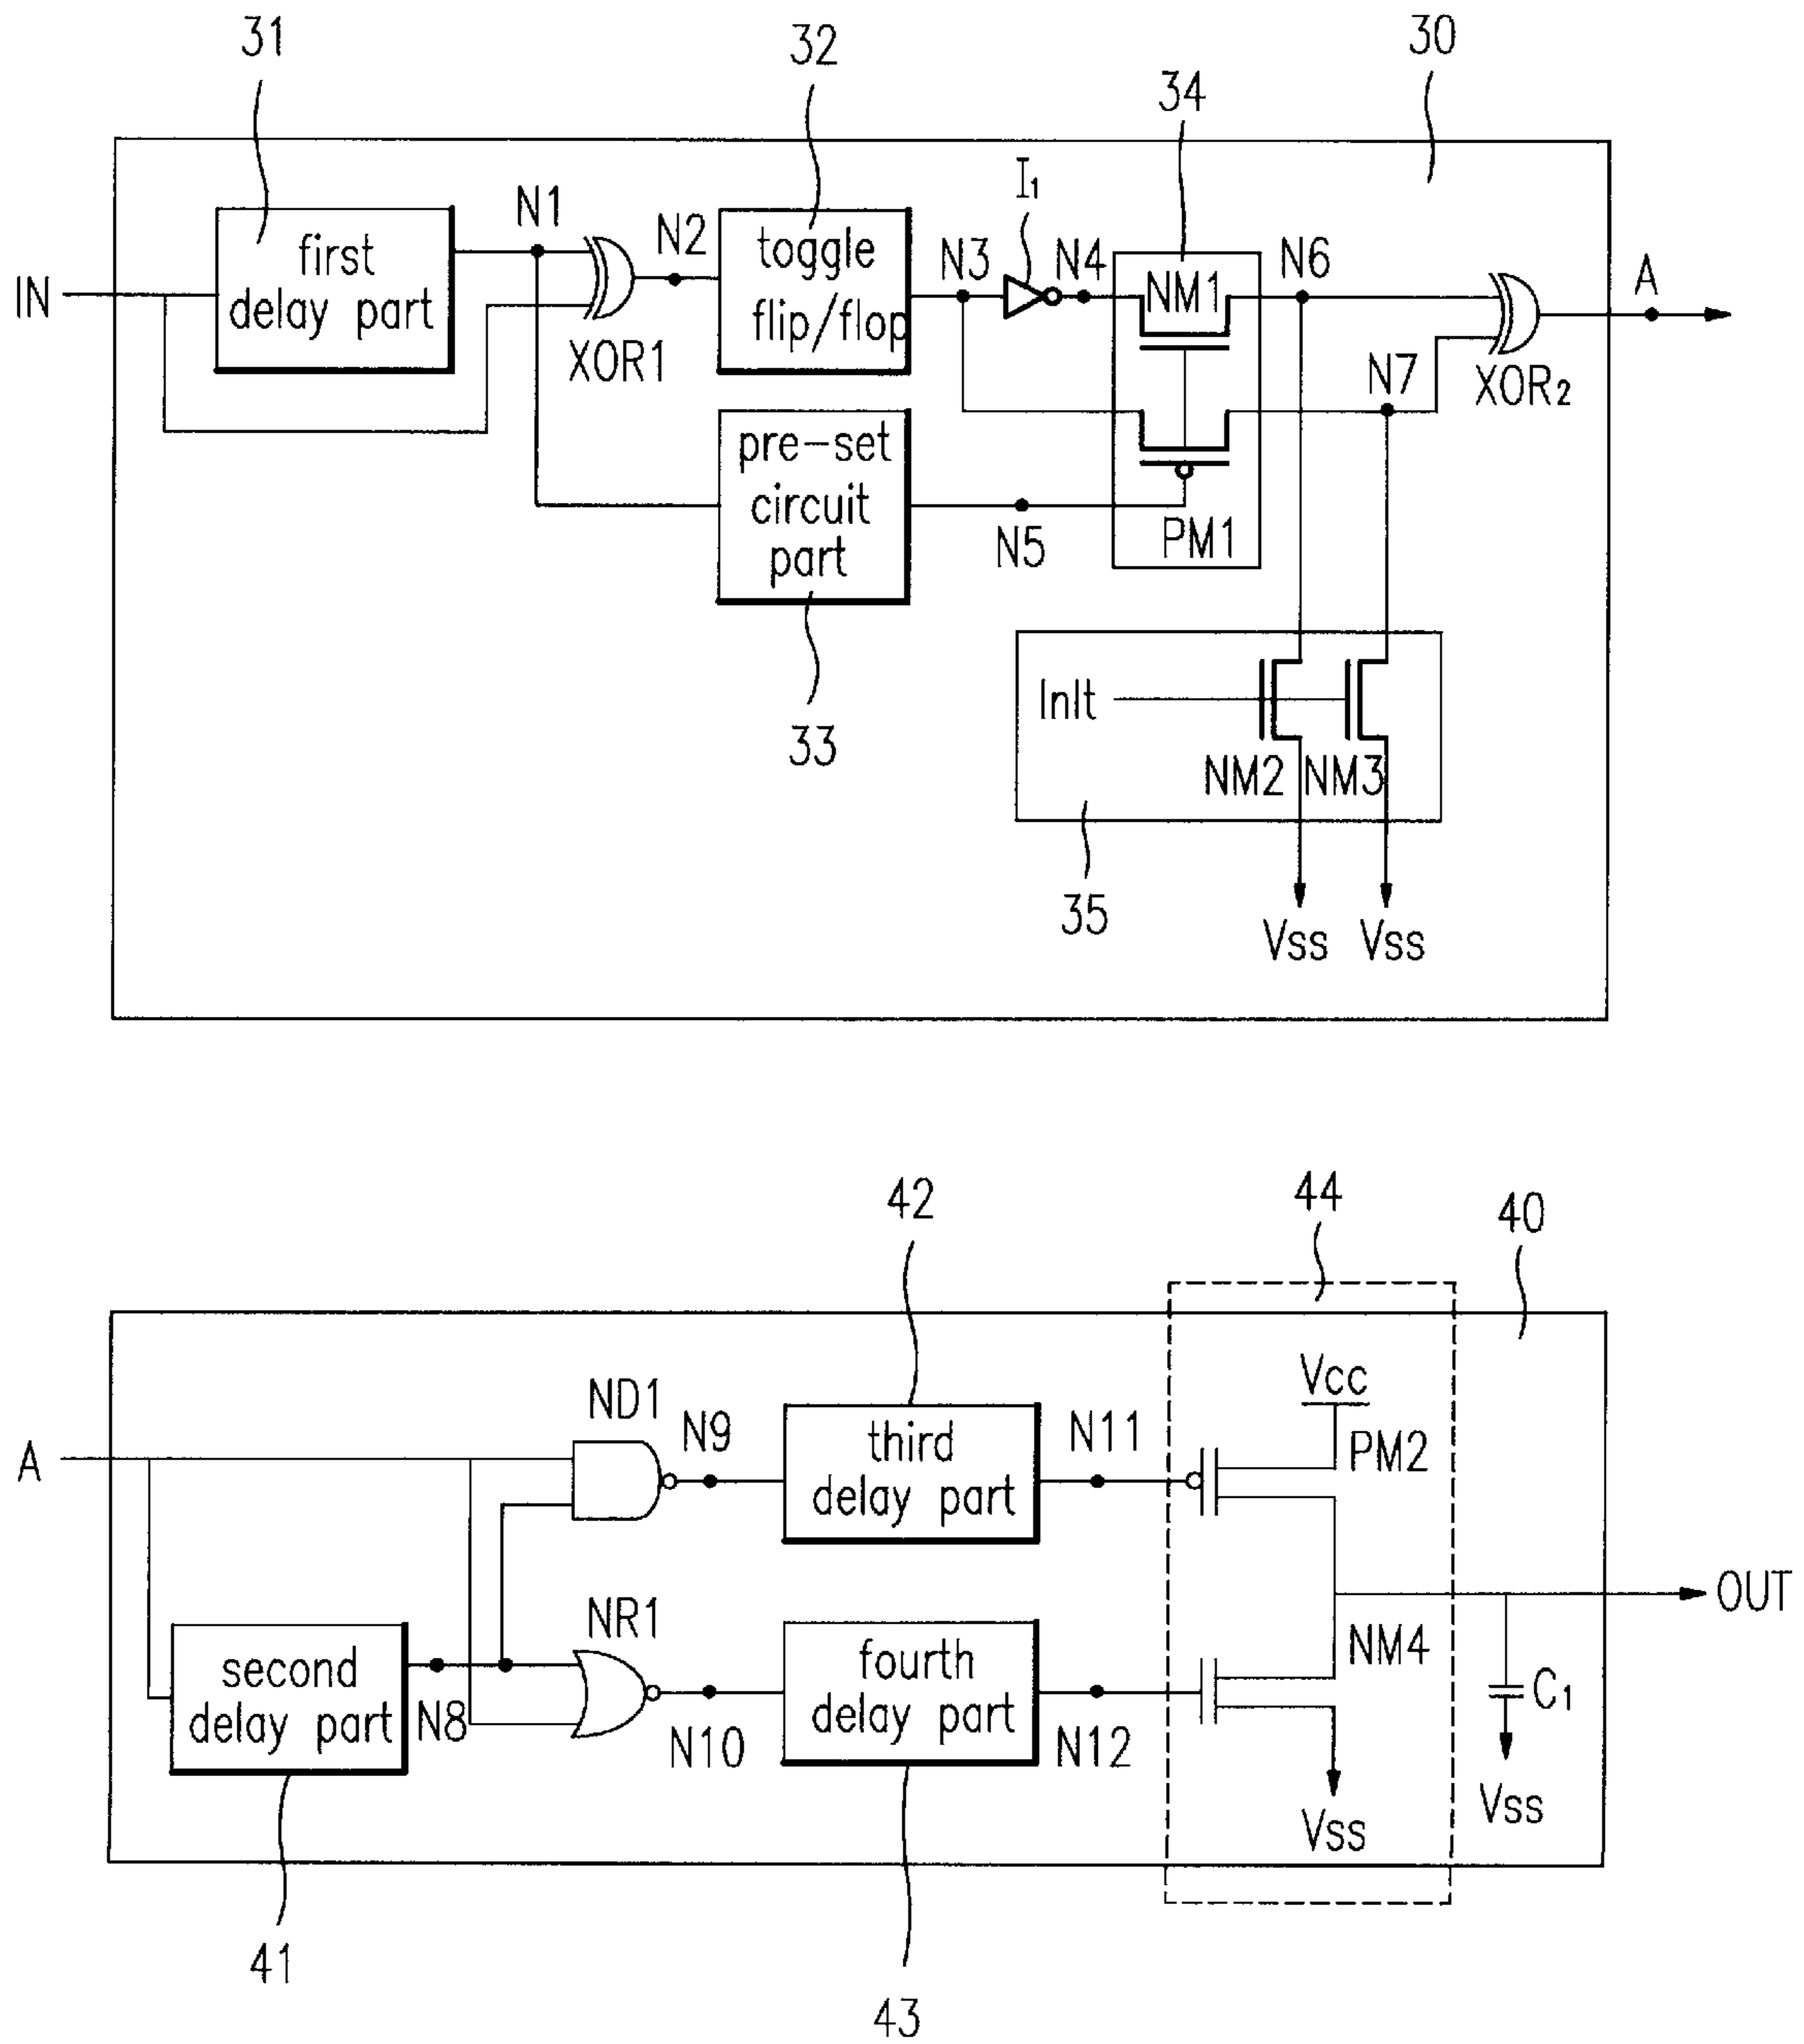 31
32
30
34
I1
N1
N2
N3
N4
N6
A
IN
first
delay part
toggle
flip/flop
NM1
XOR1
N7
XOR2
pre-set
circuit
part
N5
PM1
InIt
33
NM2
NM3
35
Vss
Vss
42
44
40
Vcc
ND1
N9
third
delay part
N11
PM2
A
OUT
NR1
second
delay part
N8
fourth
delay part
NM4
C1
N10
N12
Vss
Vss
41
43